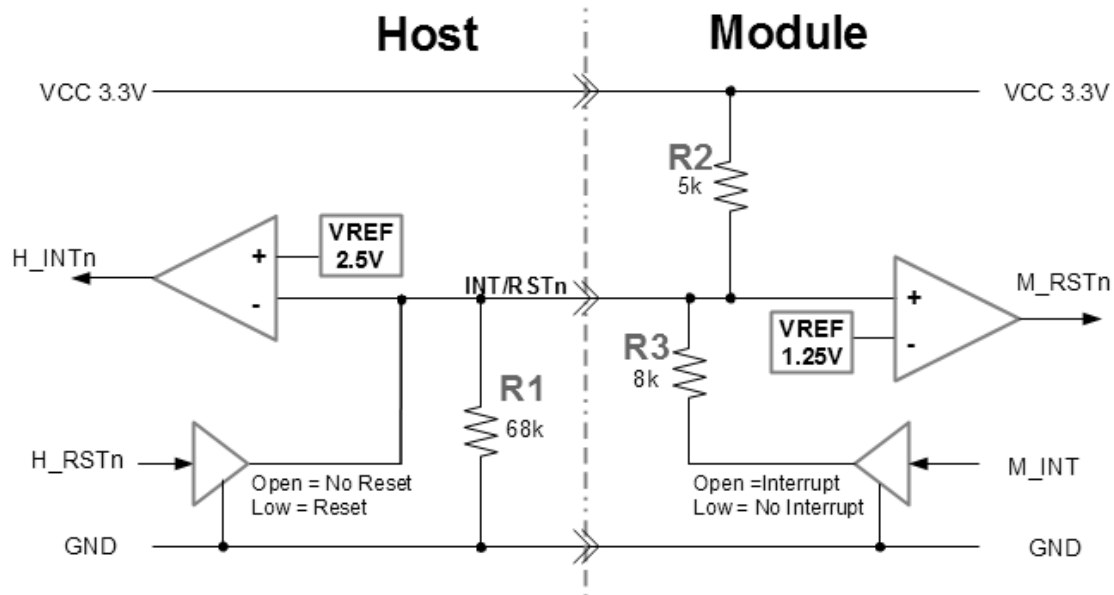 Host
Module
VCC 3.3V
VCC 3.3V
R2
5k
H_INTn
+
-
VREF
2.5V
INT/RSTn
+
-
VREF
1.25V
M_RSTn
R3
8k
R1
68k
H_RSTn
Open = No Reset
Low = Reset
Open =Interrupt
Low = No Interrupt
M_INT
GND
GND